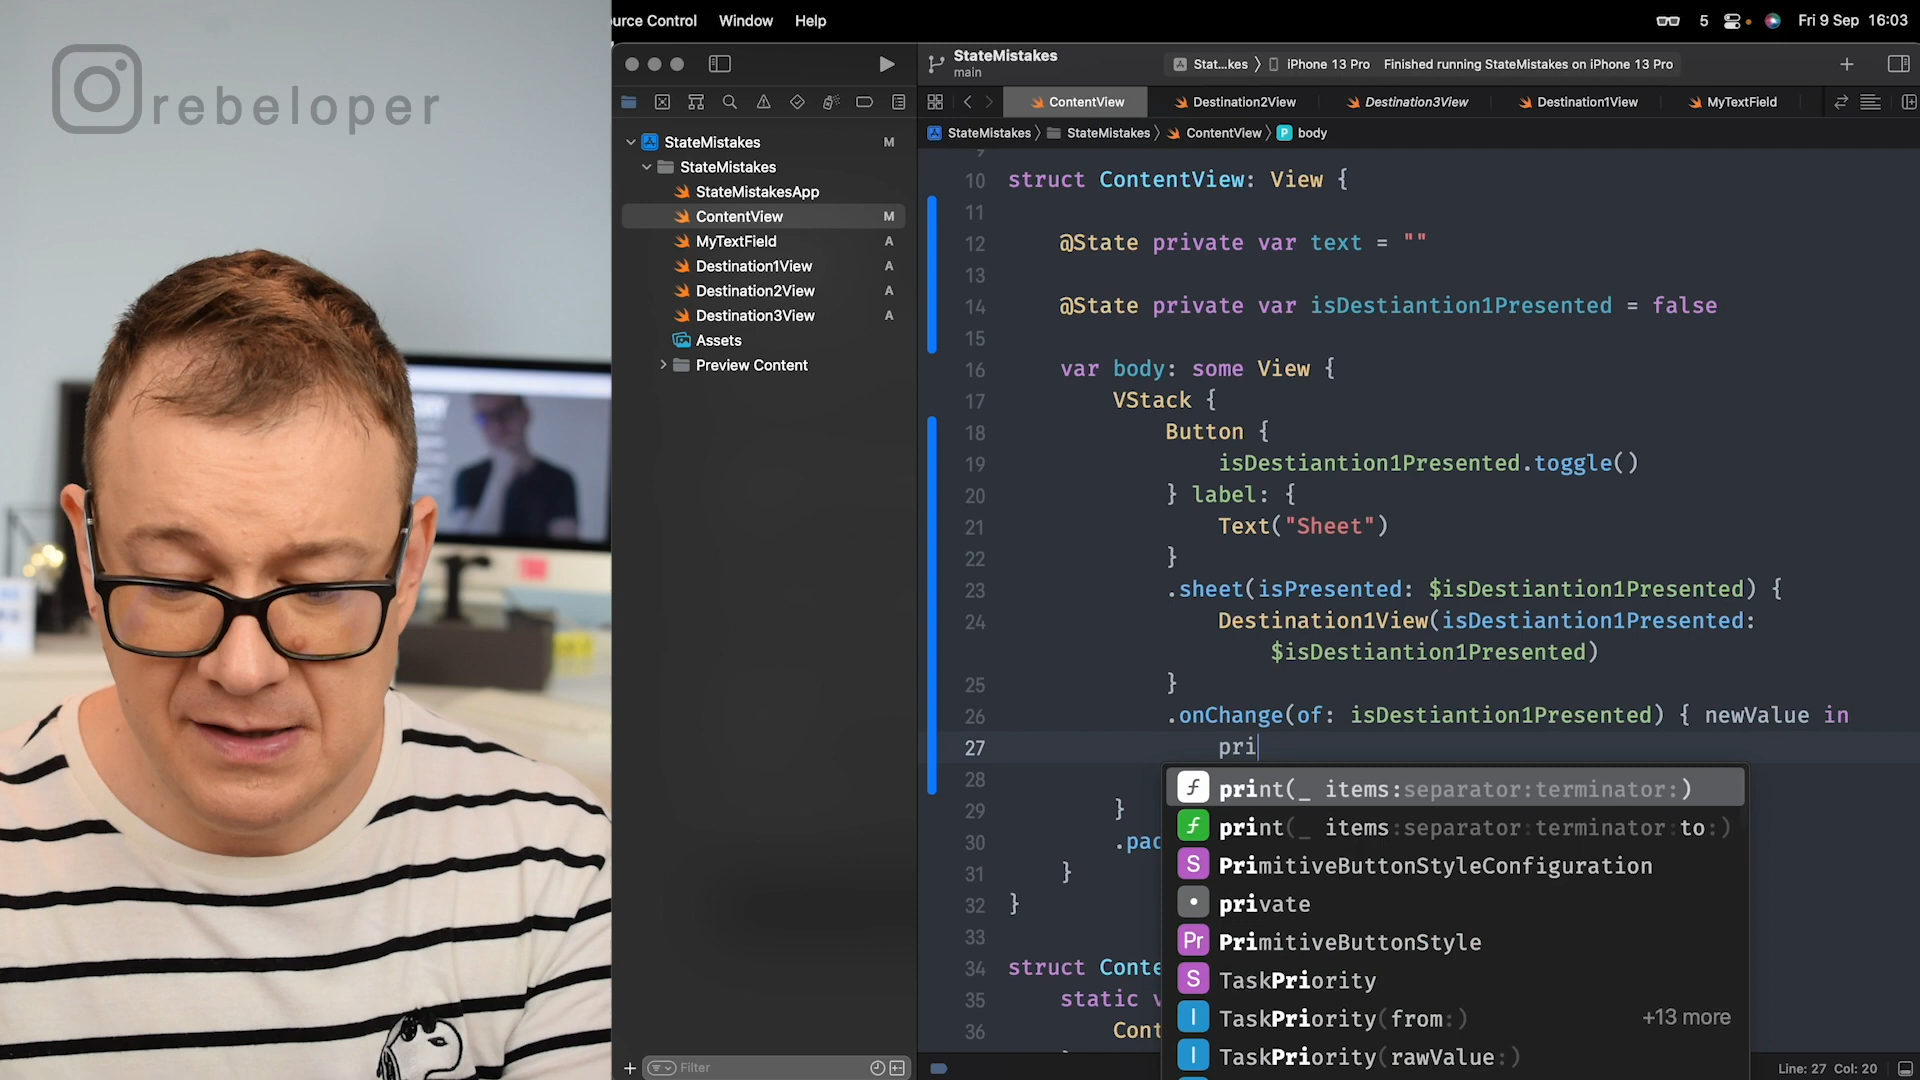 rebeloper
urce Control Window Help
5 Fri 9 Sep 16:03
StateMistakes
main
Stat...kes iPhone 13 Pro Finished running StateMistakes on iPhone 13 Pro
ContentView Destination2View Destination3View Destination1View MyTextField
StateMistakes StateMistakes ContentView P body
StateMistakes M
StateMistakes
StateMistakesApp
ContentView M
MyTextField A
Destination1View A
Destination2View A
Destination3View A
Assets
Preview Content
Filter
9
10 struct ContentView: View {
11
12 @State private var text = ""
13
14 @State private var isDestiantion1Presented = false
15
16 var body: some View {
17 VStack {
18 Button {
19 isDestiantion1Presented.toggle()
20 } label: {
21 Text("Sheet")
22 }
23 .sheet(isPresented: $isDestiantion1Presented) {
24 Destination1View(isDestiantion1Presented:
$isDestiantion1Presented)
25 }
26 .onChange(of: isDestiantion1Presented) { newValue in
27 pri
28
29 }
30 .pad
31 }
32 }
33
34 struct Conte
35 static v
36 Cont
f print(_ items:separator:terminator:)
f print(_ items:separator:terminator:to:)
S PrimitiveButtonStyleConfiguration
private
Pr PrimitiveButtonStyle
S TaskPriority
I TaskPriority(from:) +13 more
I TaskPriority(rawValue:)
Line: 27 Col: 20